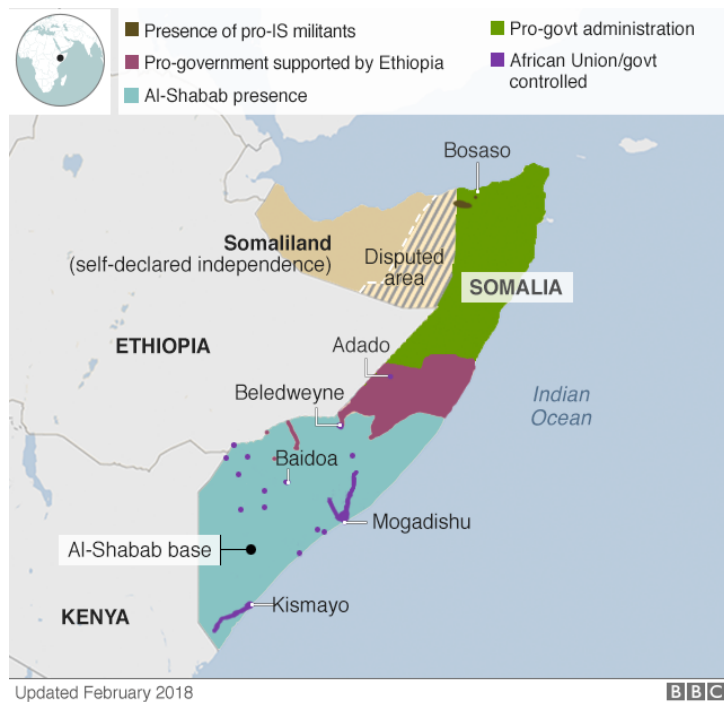 Presence of pro-IS militants
Pro-government supported by Ethiopia
Al-Shabab presence
Pro-govt administration
African Union/govt
controlled
Bosaso
Somaliland
(self-declared independence)
Disputed
area
SOMALIA
ETHIOPIA
Adado
Beledweyne
Indian
Ocean
Baidoa
Mogadishu
Al-Shabab base
Kismayo
KENYA
Updated February 2018
BBC